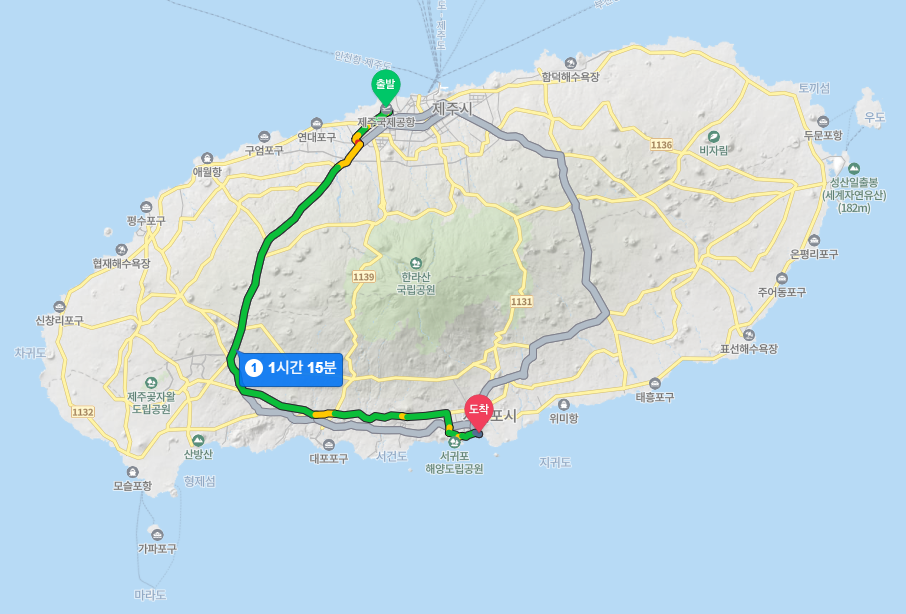 도 - 제주도
인천항-제주도
출발
함덕해수욕장
제주시
토끼섬
우도
제주국제공항
연대포구
두문포항
구엄포구
1136
비자림
애월항
성산일출봉
(세계자연유산)
(182m)
평수포구
온평리포구
협재해수욕장
한라산
국립공원
1139
주어동포구
1131
신창리포구
표선해수욕장
차귀도
1 1시간 15분
제주곶자왈
도립공원
태흥포구
1132
도착
포시
위미항
산방산
대포포구
서건도
서귀포
해양도립공원
지귀도
모슬포항
형제섬
가파포구
마라도